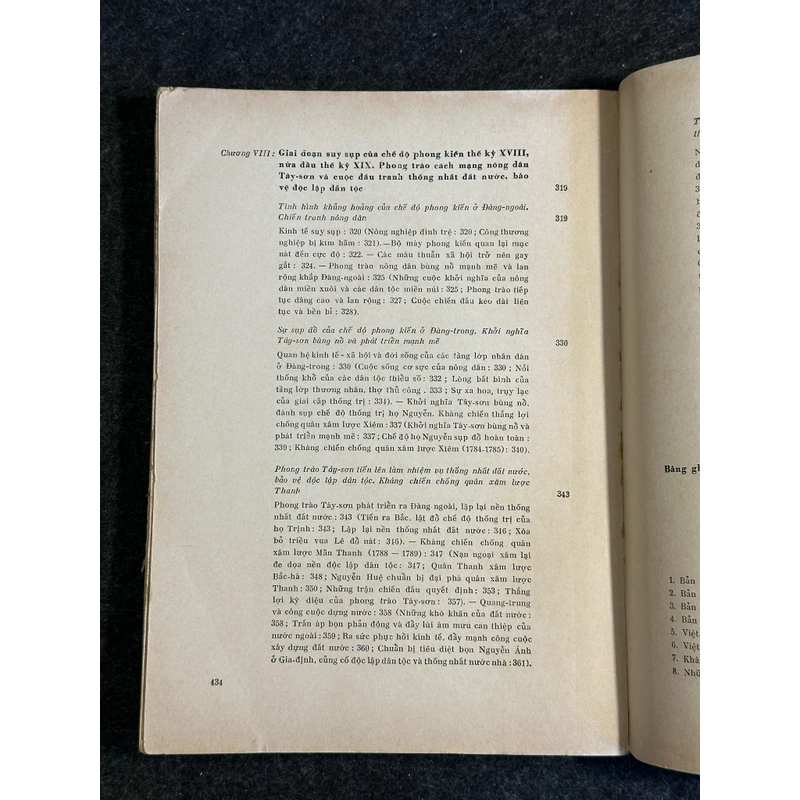 Chương VIII: Giai đoạn suy sụp của chế độ phong kiến thế kỷ XVIII,
nửa đầu thế kỷ XIX. Phong trào cách mạng nông dân
Tây-sơn và cuộc đấu tranh thống nhất đất nước, bảo
vệ độc lập dân tộc 319
Tình hình khủng hoảng của chế độ phong kiến ở Đàng-ngoài.
Chiến tranh nông dân 319
Kinh tế suy sụp : 320 (Nông nghiệp đình trệ : 320 ; Công thương
nghiệp bị kìm hãm : 321).—Bộ máy phong kiến quan lại mục
nát đến cực độ : 322. — Các mâu thuẫn xã hội trở nên gay
gắt : 324. — Phong trào nông dân bùng nổ mạnh mẽ và lan
rộng khắp Đàng-ngoài : 325 (Những cuộc khởi nghĩa của nông
dân miền xuôi và các dân tộc miền núi : 325 ; Phong trào tiếp
tục dâng cao và lan rộng : 327 ; Cuộc chiến đấu kéo dài liên
tục và bền bỉ : 328).
Sự sụp đổ của chế độ phong kiến ở Đàng-trong. Khởi nghĩa
Tây-sơn bùng nổ và phát triển mạnh mẽ 330
Quan hệ kinh tế - xã hội và đời sống của các tầng lớp nhân dân
ở Đàng-trong : 330 (Cuộc sống cơ sực của nông dân : 330 ; Nỗi
thống khổ của các dân tộc thiểu số : 332 ; Lòng bất bình của
tầng lớp thương nhân, thợ thủ công . 333 ; Sự xa hoa, trụy lạc
của giai cấp thống trị : 334). — Khởi nghĩa Tây-sơn bùng nổ.
đánh sụp chế độ thống trị họ Nguyễn. Kháng chiến thắng lợi
chống quân xâm lược Xiêm : 337 (Khởi nghĩa Tây-sơn bùng nổ và
phát triển mạnh mẽ : 337 ; Chế độ họ Nguyễn sụp đổ hoàn toàn :
339 ; Kháng chiến chống quân xâm lược Xiêm (1784-1785) : 340).
Phong trào Tây-sơn tiến lên làm nhiệm vụ thống nhất đất nước,
bảo vệ độc lập dân tộc. Kháng chiến chống quân xâm lược
Thanh 343
Phong trào Tây-sơn phát triển ra Đàng ngoài, lập lại nền thống
nhất đất nước : 343 (Tiến ra Bắc, lật đổ chế độ thống trị của
họ Trịnh : 343 ; Lập lại nền thống nhất đất nước : 346 ; Xóa
bỏ triều vua Lê đổ nát : 346). — Kháng chiến chống quân
xâm lược Mãn Thanh (1788 — 1789) : 347 (Nạn ngoại xâm lại
đe dọa nền độc lập dân tộc : 347 ; Quân Thanh xâm lược
Bắc-hà : 348 ; Nguyễn Huệ chuẩn bị đại phá quân xâm lược
Thanh : 350 ; Những trận chiến đấu quyết định : 353 ; Thắng
lợi kỳ diệu của phong trào Tây-sơn : 357). — Quang-trung
và công cuộc dựng nước : 358 (Những khó khăn của đất nước :
358 ; Trấn áp bọn phản động và đẩy lùi âm mưu can thiệp của
nước ngoài : 359 ; Ra sức phục hồi kinh tế, đẩy mạnh công cuộc
xây dựng đất nước : 360 ; Chuẩn bị tiêu diệt bọn Nguyễn Ánh
ở Gia-định, củng cố độc lập dân tộc và thống nhất nước nhà : 361).
434
Bảng
1. Bản
2. Bản
3. Bản
4. Bản
5. Việt
6. Việt
7.
8.